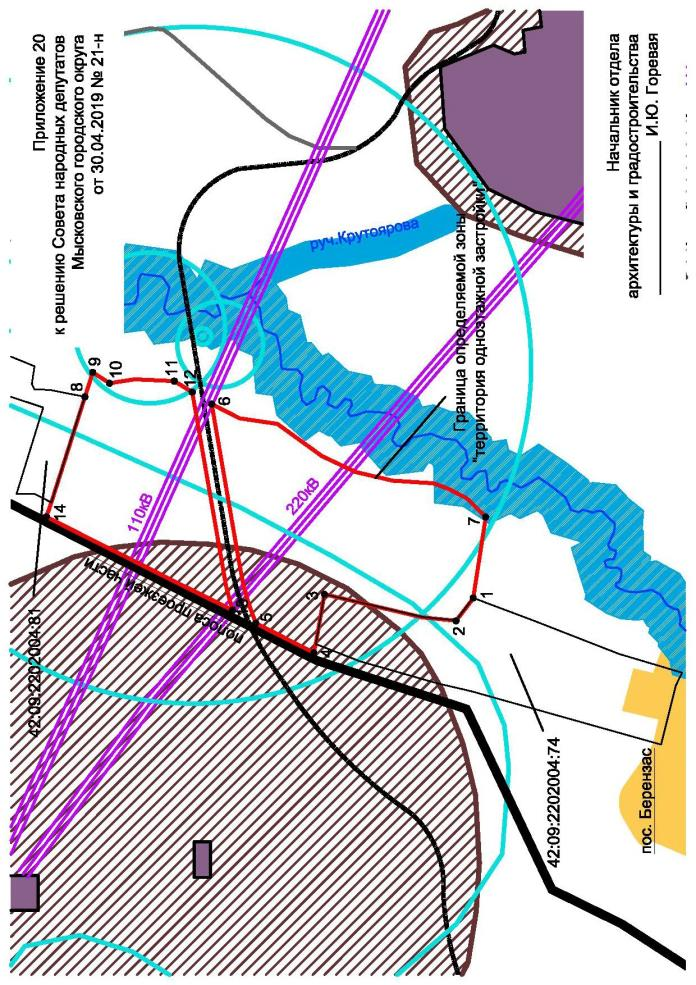 Приложение 20
к решению Совета народных депутатов
Мысковского городского округа
от 30.04.2019 № 21-н
руч.Крутоярова
Граница определяемой зоны
"территория одноэтажной застройки"
110кВ
220кВ
полоса проезжей части
42:09:2202004:81
42:09:2202004:74
пос. Берензас
8
9
10
11
12
6
14
7
3
5
4
2
1
Начальник отдела
архитектуры и градостроительства
И.Ю. Горевая